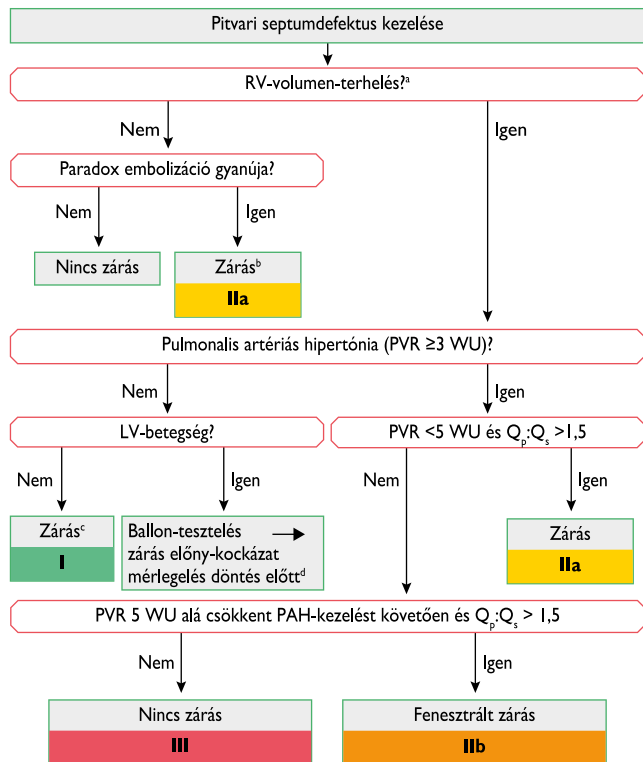 Pitvari septumdefektus kezelése
RV-volumen-terhelés?ᵃ
Nem
Igen
Paradox embolizáció gyanúja?
Nem
Igen
Nincs zárás
Zárásᵇ
IIa
Pulmonalis artériás hipertónia (PVR ≥3 WU)?
Nem
Igen
LV-betegség?
PVR <5 WU és Qp:Qs >1,5
Nem
Igen
Nem
Igen
Zárásᶜ
I
Ballon-tesztelés →
zárás előny-kockázat
mérlegelés döntés előttᵈ
Zárás
IIa
PVR 5 WU alá csökkent PAH-kezelést követően és Qp:Qs > 1,5
Nem
Igen
Nincs zárás
III
Fenesztrált zárás
IIb